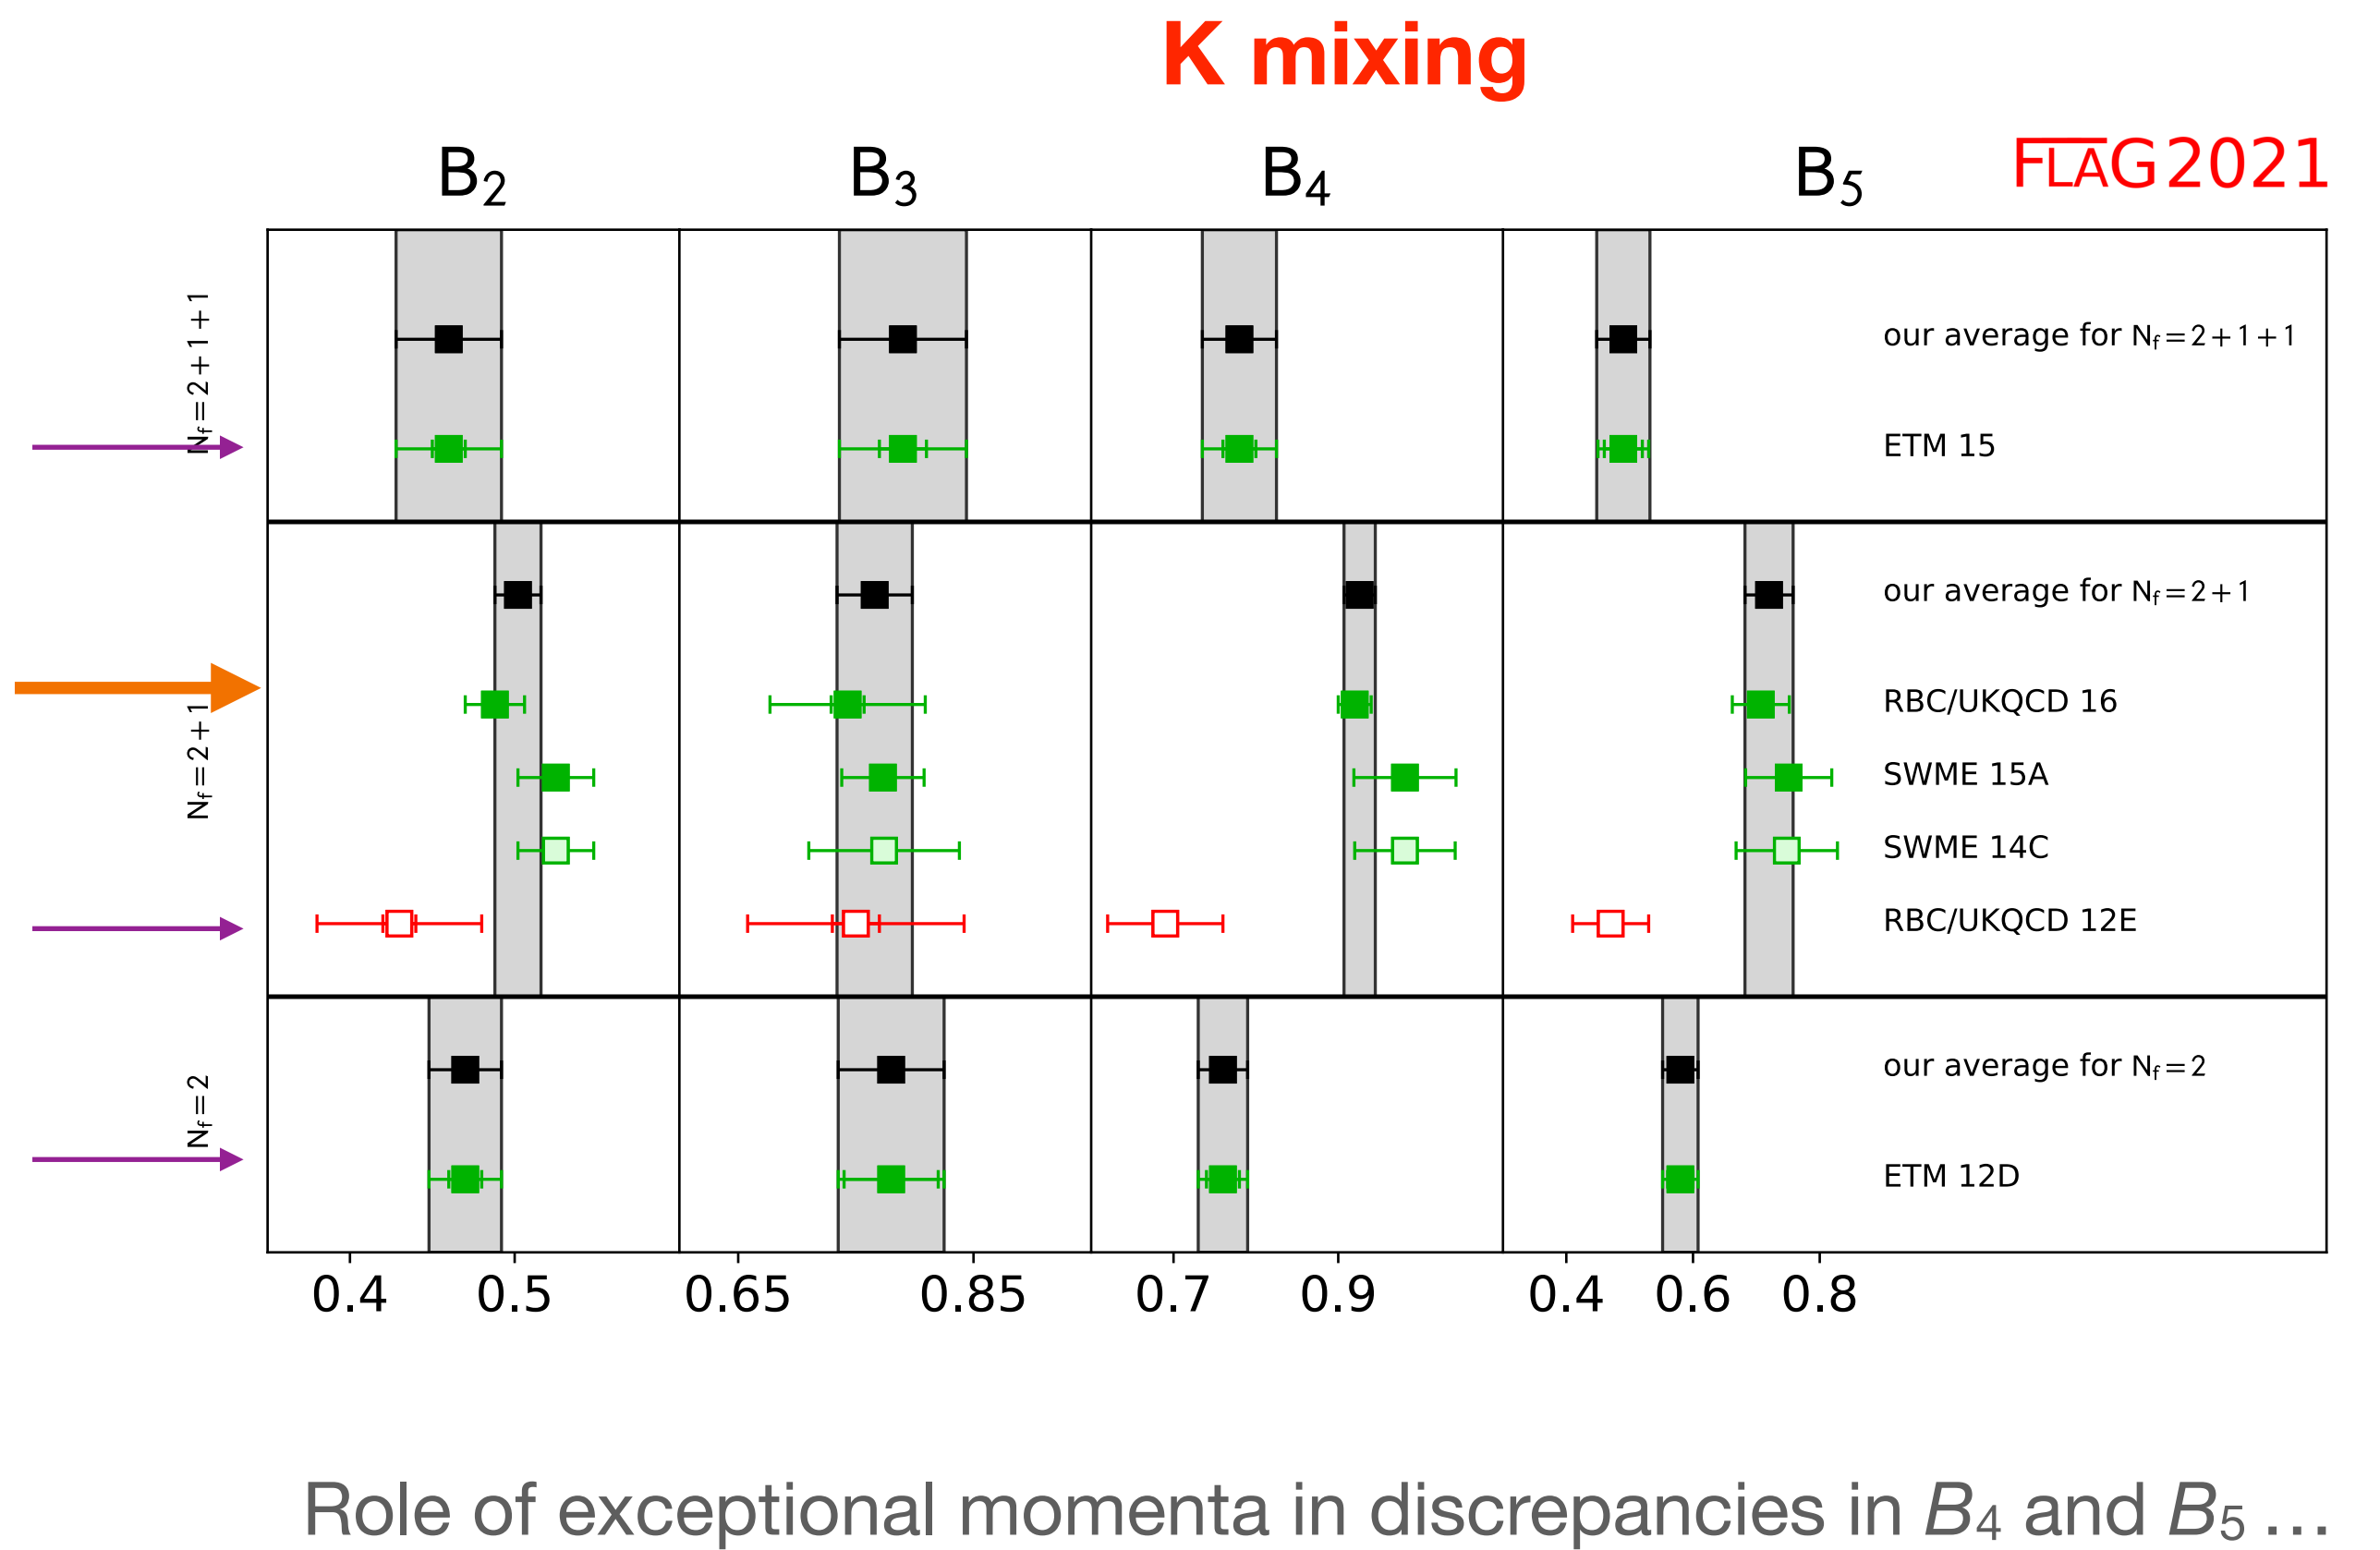 K mixing
B2 B3 B4 B5 FLAG2021
Nf=2+1+1
our average for Nf=2+1+1
ETM 15
Nf=2+1
our average for Nf=2+1
RBC/UKQCD 16
SWME 15A
SWME 14C
RBC/UKQCD 12E
Nf=2
our average for Nf=2
ETM 12D
0.4 0.5 0.65 0.85 0.7 0.9 0.4 0.6 0.8
Role of exceptional momenta in discrepancies in B4 and B5 ...